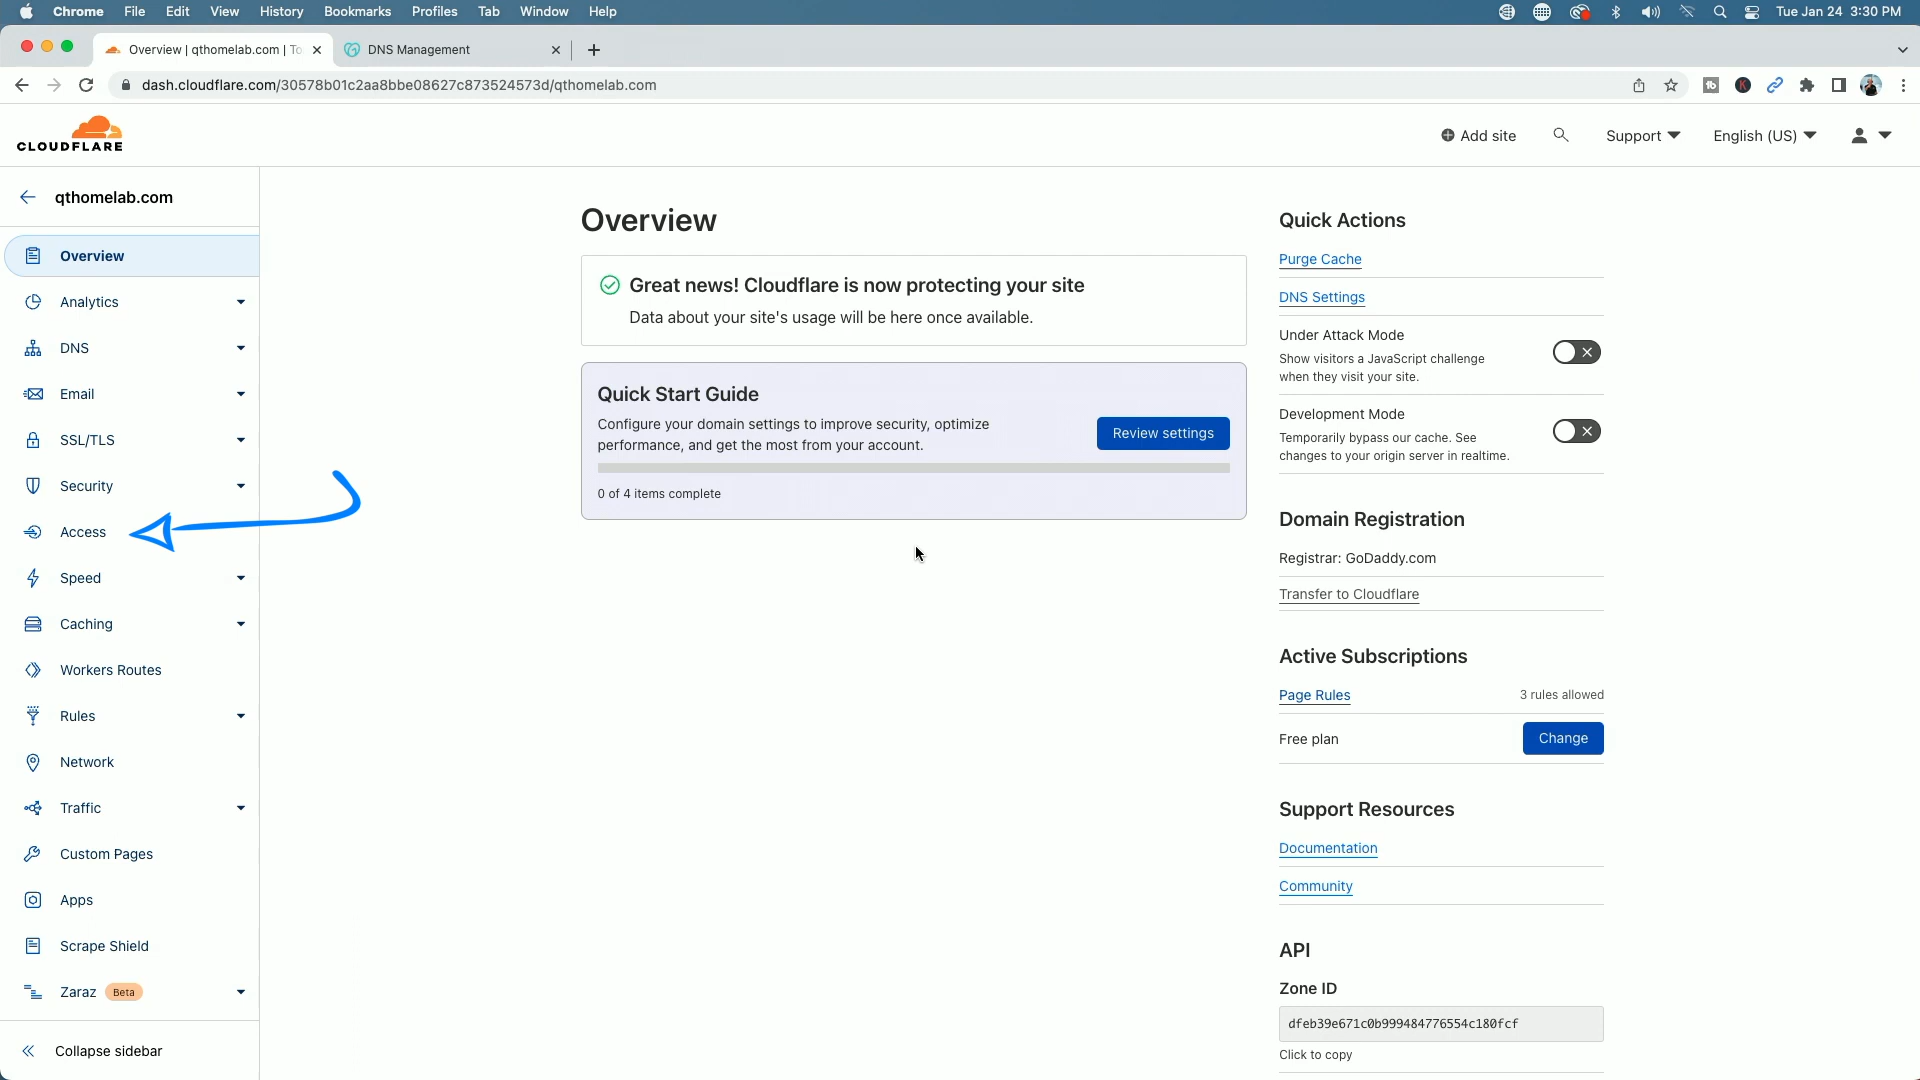 Chrome File Edit View History Bookmarks Profiles Tab Window Help
Tue Jan 24 3:30 PM
Overview | qthomelab.com | To
DNS Management
dash.cloudflare.com/30578b01c2aa8bbe08627c873524573d/qthomelab.com
CLOUDFLARE
Add site
Support
English (US)
qthomelab.com
Overview
Analytics
DNS
Email
SSL/TLS
Security
Access
Speed
Caching
Workers Routes
Rules
Network
Traffic
Custom Pages
Apps
Scrape Shield
Zaraz Beta
Collapse sidebar
Overview
Great news! Cloudflare is now protecting your site
Data about your site's usage will be here once available.
Quick Start Guide
Configure your domain settings to improve security, optimize
performance, and get the most from your account.
Review settings
0 of 4 items complete
Quick Actions
Purge Cache
DNS Settings
Under Attack Mode
Show visitors a JavaScript challenge
when they visit your site.
Development Mode
Temporarily bypass our cache. See
changes to your origin server in realtime.
Domain Registration
Registrar: GoDaddy.com
Transfer to Cloudflare
Active Subscriptions
Page Rules
3 rules allowed
Free plan
Change
Support Resources
Documentation
Community
API
Zone ID
dfeb39e671c0b999484776554c180fcf
Click to copy